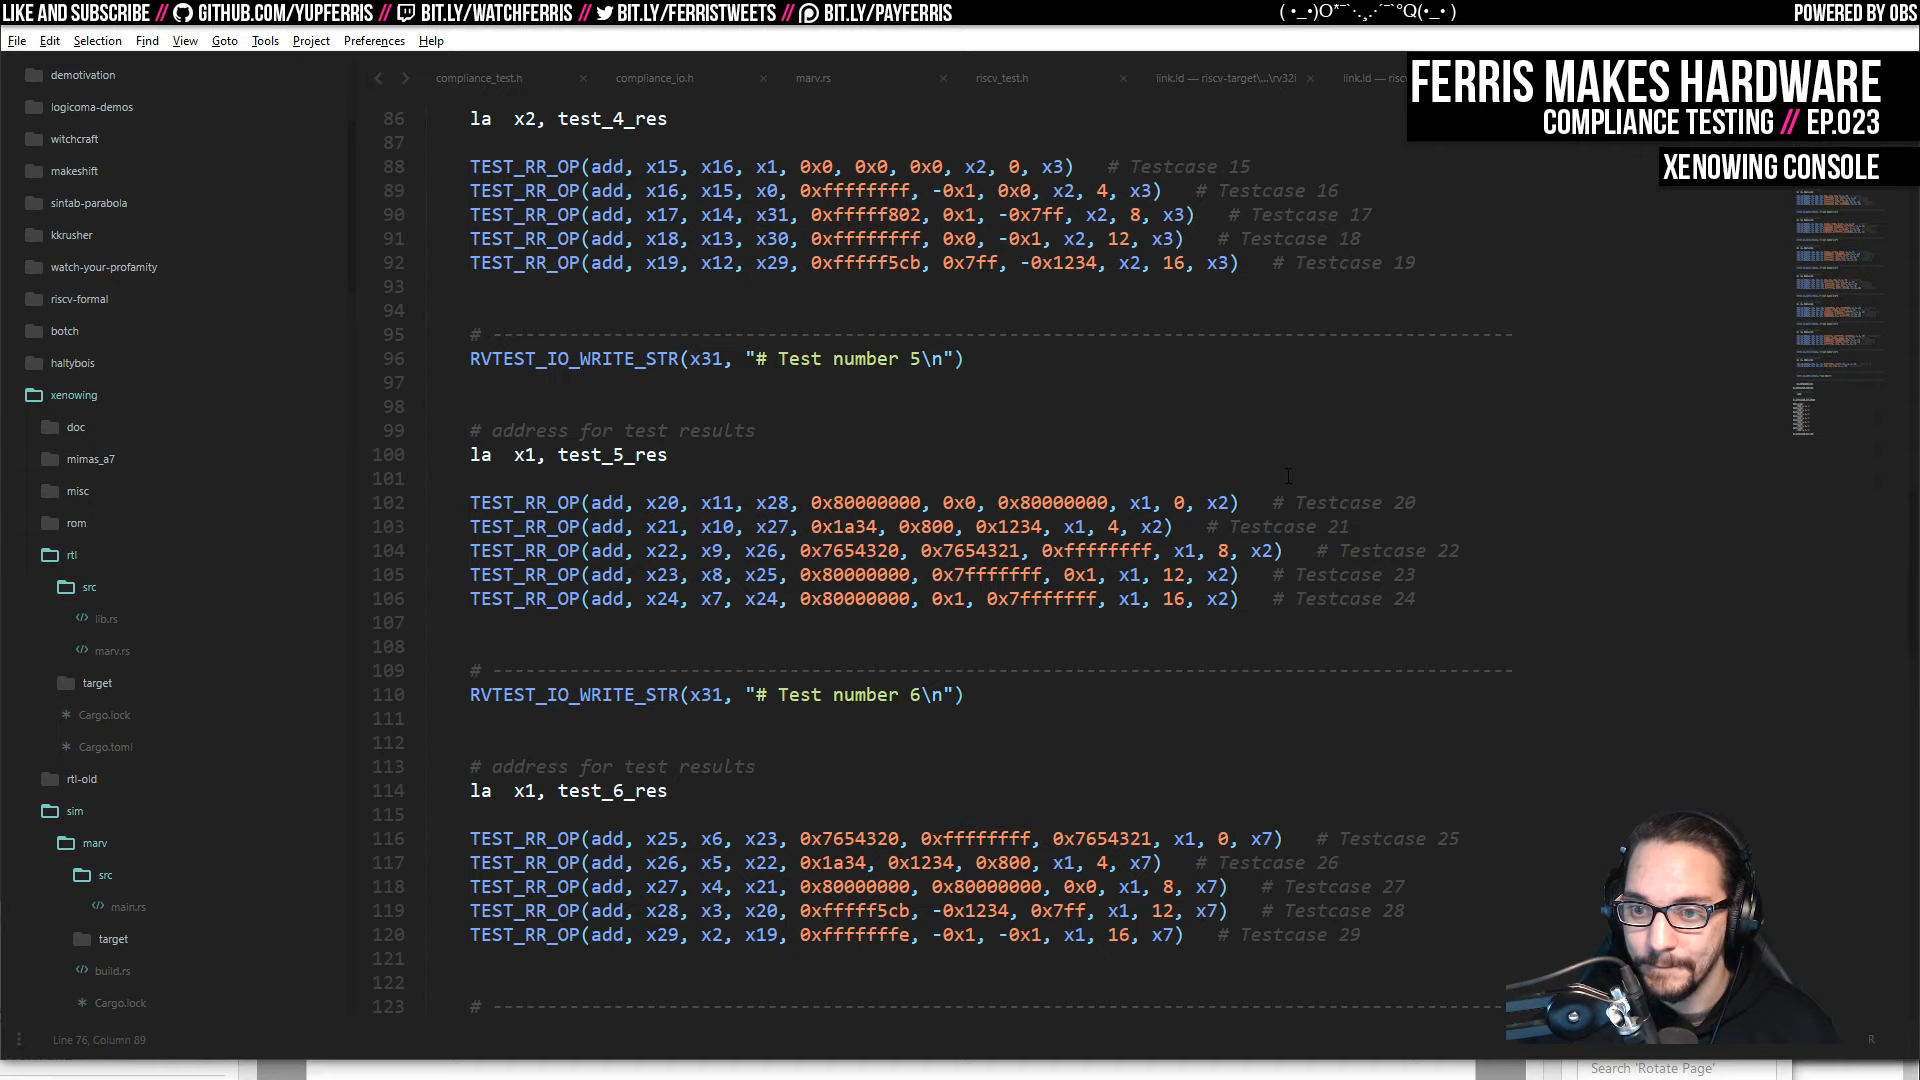 LIKE AND SUBSCRIBE // GITHUB.COM/YUPFERRIS // BIT.LY/WATCHFERRIS // BIT.LY/FERRISTWEETS // BIT.LY/PAYFERRIS
POWERED BY OBS
File Edit Selection Find View Goto Tools Project Preferences Help
FERRIS MAKES HARDWARE
COMPLIANCE TESTING // EP.023
XENOWING CONSOLE
compliance_test.h compliance_io.h marv.rs riscv_test.h link.ld — riscv-target\...\rv32i link.ld — riscv
demotivation
logicoma-demos
witchcraft
makeshift
sintab-parabola
kkrusher
watch-your-profamity
riscv-formal
botch
haltybois
xenowing
doc
mimas_a7
misc
rom
rtl
src
lib.rs
marv.rs
target
Cargo.lock
Cargo.toml
rtl-old
sim
marv
src
main.rs
target
build.rs
Cargo.lock
86 la x2, test_4_res
87
88 TEST_RR_OP(add, x15, x16, x1, 0x0, 0x0, 0x0, x2, 0, x3) # Testcase 15
89 TEST_RR_OP(add, x16, x15, x0, 0xffffffff, -0x1, 0x0, x2, 4, x3) # Testcase 16
90 TEST_RR_OP(add, x17, x14, x31, 0xfffff802, 0x1, -0x7ff, x2, 8, x3) # Testcase 17
91 TEST_RR_OP(add, x18, x13, x30, 0xffffffff, 0x0, -0x1, x2, 12, x3) # Testcase 18
92 TEST_RR_OP(add, x19, x12, x29, 0xfffff5cb, 0x7ff, -0x1234, x2, 16, x3) # Testcase 19
93
94
95 # -----------------------------------------------------------------------------------------------
96 RVTEST_IO_WRITE_STR(x31, "# Test number 5\n")
97
98
99 # address for test results
100 la x1, test_5_res
101
102 TEST_RR_OP(add, x20, x11, x28, 0x80000000, 0x0, 0x80000000, x1, 0, x2) # Testcase 20
103 TEST_RR_OP(add, x21, x10, x27, 0x1a34, 0x800, 0x1234, x1, 4, x2) # Testcase 21
104 TEST_RR_OP(add, x22, x9, x26, 0x7654320, 0x7654321, 0xffffffff, x1, 8, x2) # Testcase 22
105 TEST_RR_OP(add, x23, x8, x25, 0x80000000, 0x7fffffff, 0x1, x1, 12, x2) # Testcase 23
106 TEST_RR_OP(add, x24, x7, x24, 0x80000000, 0x1, 0x7fffffff, x1, 16, x2) # Testcase 24
107
108
109 # -----------------------------------------------------------------------------------------------
110 RVTEST_IO_WRITE_STR(x31, "# Test number 6\n")
111
112
113 # address for test results
114 la x1, test_6_res
115
116 TEST_RR_OP(add, x25, x6, x23, 0x7654320, 0xffffffff, 0x7654321, x1, 0, x7) # Testcase 25
117 TEST_RR_OP(add, x26, x5, x22, 0x1a34, 0x1234, 0x800, x1, 4, x7) # Testcase 26
118 TEST_RR_OP(add, x27, x4, x21, 0x80000000, 0x80000000, 0x0, x1, 8, x7) # Testcase 27
119 TEST_RR_OP(add, x28, x3, x20, 0xfffff5cb, -0x1234, 0x7ff, x1, 12, x7) # Testcase 28
120 TEST_RR_OP(add, x29, x2, x19, 0xfffffffe, -0x1, -0x1, x1, 16, x7) # Testcase 29
121
122
123 # -----------------------------------------------------------------------------------------------
Line 76, Column 89
R
Search 'Rotate Page'